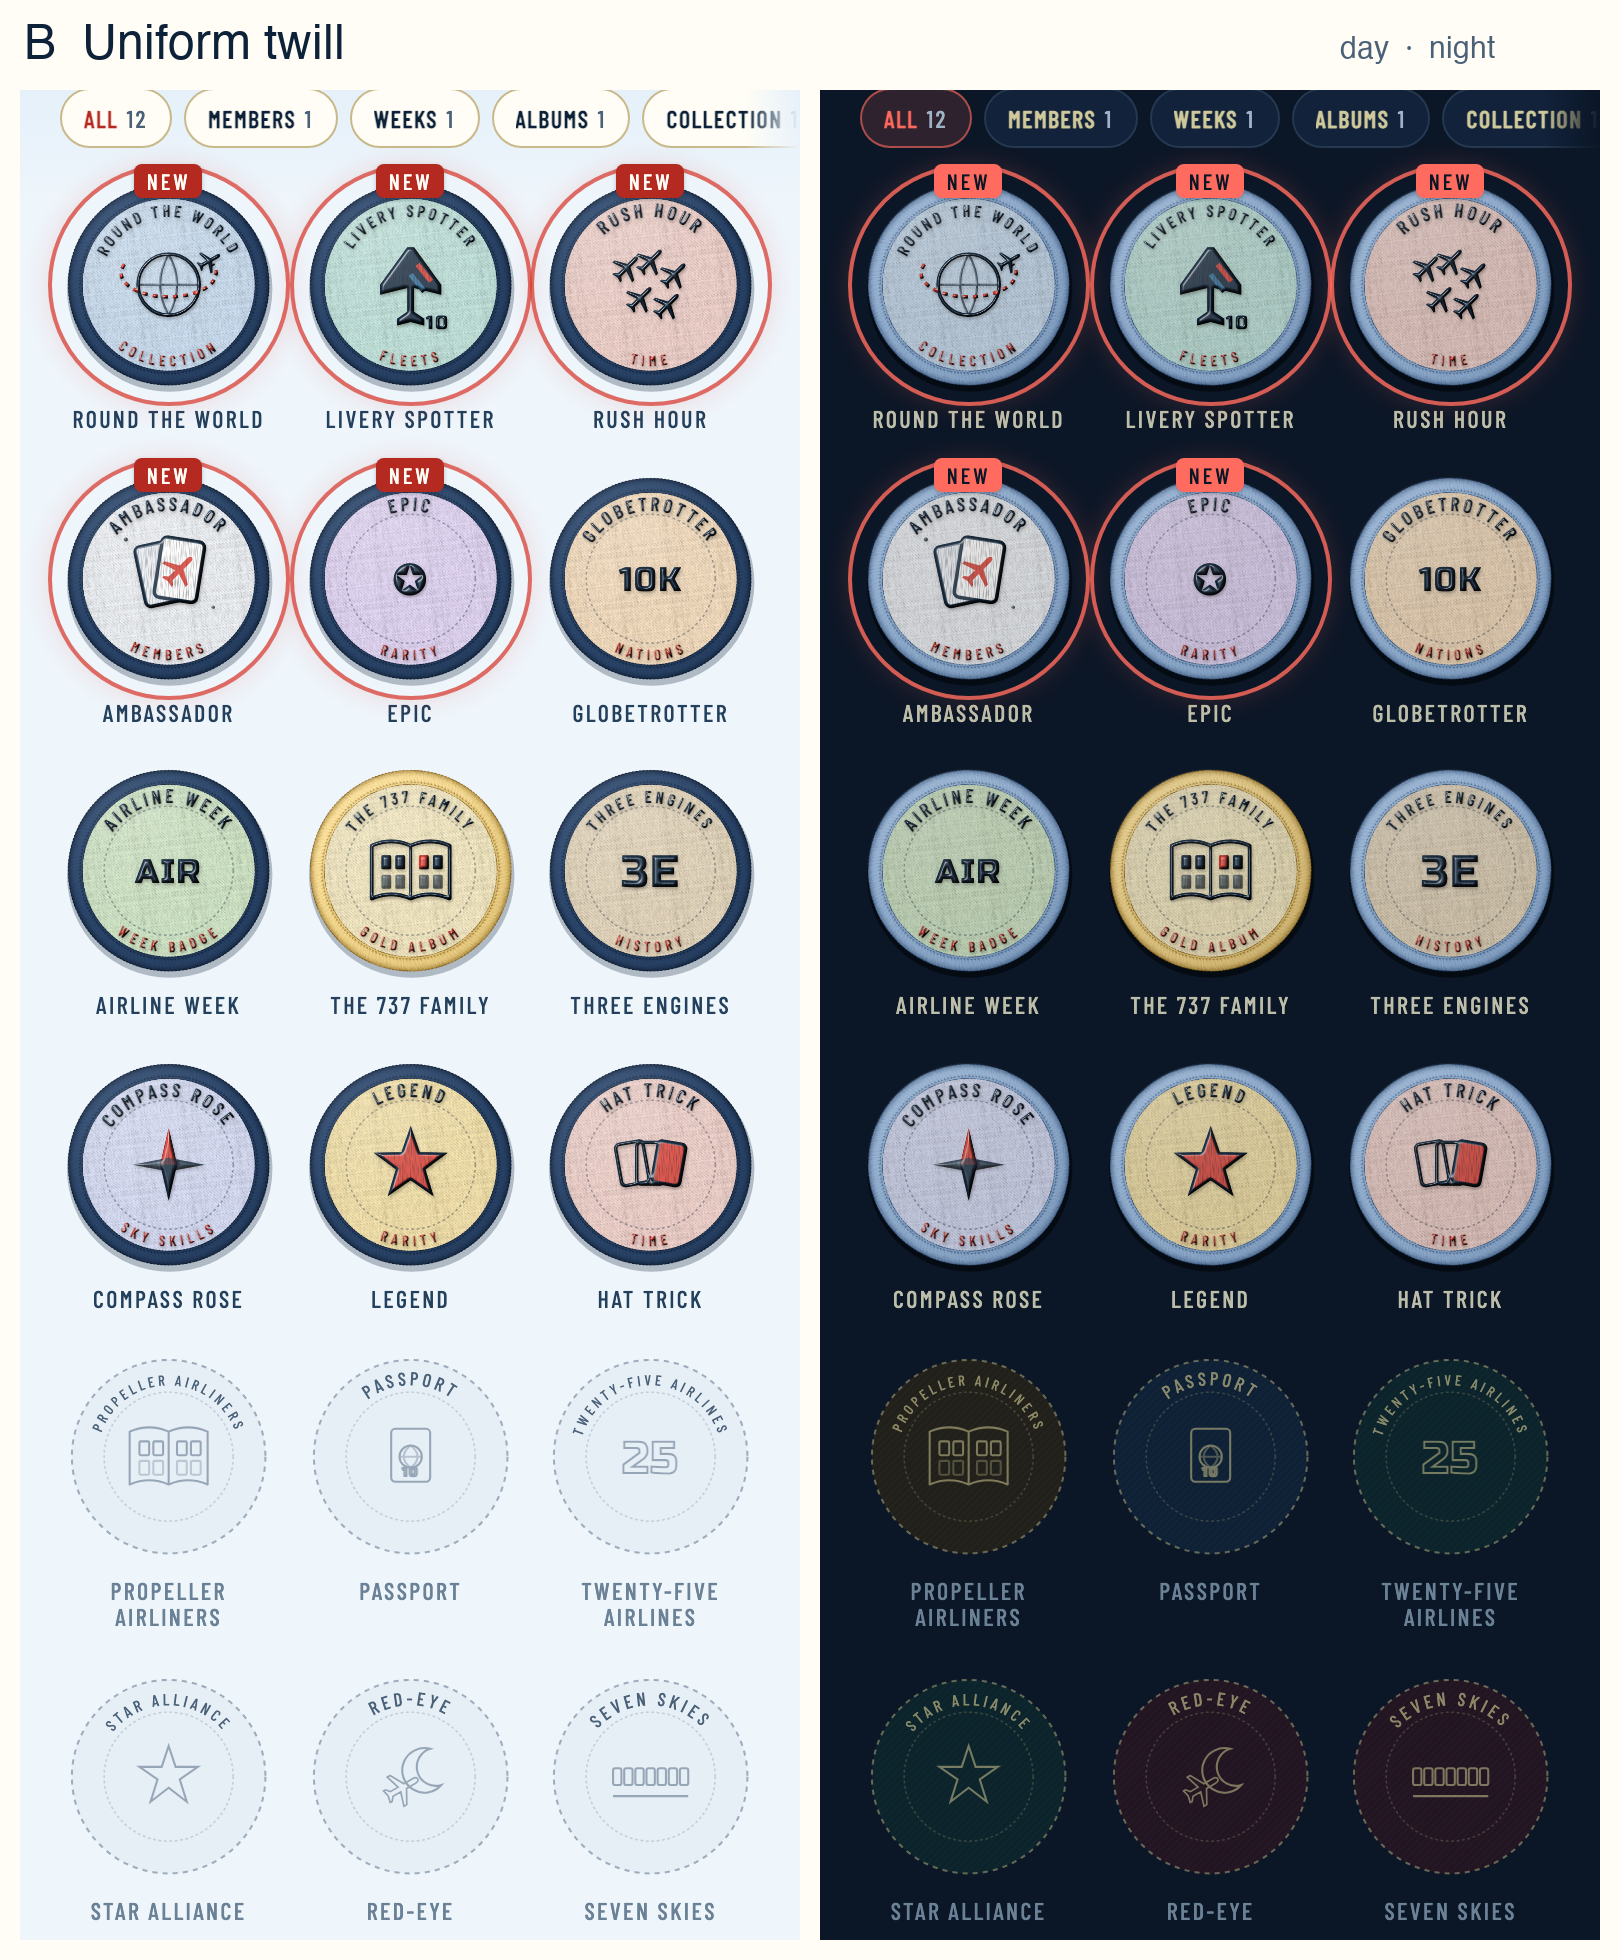 B Uniform twill
day · night
ALL 12
MEMBERS 1
WEEKS 1
ALBUMS 1
COLLECTION 1
NEW
NEW
NEW
ROUND THE WORLD
COLLECTION
LIVERY SPOTTER
10
FLEETS
RUSH HOUR
TIME
ROUND THE WORLD
LIVERY SPOTTER
RUSH HOUR
NEW
NEW
AMBASSADOR
MEMBERS
EPIC
RARITY
GLOBETROTTER
10K
NATIONS
AMBASSADOR
EPIC
GLOBETROTTER
AIRLINE WEEK
AIR
WEEK BADGE
THE 737 FAMILY
GOLD ALBUM
THREE ENGINES
3E
HISTORY
AIRLINE WEEK
THE 737 FAMILY
THREE ENGINES
COMPASS ROSE
SKY SKILLS
LEGEND
RARITY
HAT TRICK
TIME
COMPASS ROSE
LEGEND
HAT TRICK
PROPELLER AIRLINERS
PASSPORT
10
TWENTY-FIVE AIRLINES
25
PROPELLER
AIRLINERS
PASSPORT
TWENTY-FIVE
AIRLINES
STAR ALLIANCE
RED-EYE
SEVEN SKIES
STAR ALLIANCE
RED-EYE
SEVEN SKIES
ALL 12
MEMBERS 1
WEEKS 1
ALBUMS 1
COLLECTION 1
NEW
NEW
NEW
ROUND THE WORLD
COLLECTION
LIVERY SPOTTER
10
FLEETS
RUSH HOUR
TIME
ROUND THE WORLD
LIVERY SPOTTER
RUSH HOUR
NEW
NEW
AMBASSADOR
MEMBERS
EPIC
RARITY
GLOBETROTTER
10K
NATIONS
AMBASSADOR
EPIC
GLOBETROTTER
AIRLINE WEEK
AIR
WEEK BADGE
THE 737 FAMILY
GOLD ALBUM
THREE ENGINES
3E
HISTORY
AIRLINE WEEK
THE 737 FAMILY
THREE ENGINES
COMPASS ROSE
SKY SKILLS
LEGEND
RARITY
HAT TRICK
TIME
COMPASS ROSE
LEGEND
HAT TRICK
PROPELLER AIRLINERS
PASSPORT
10
TWENTY-FIVE AIRLINES
25
PROPELLER
AIRLINERS
PASSPORT
TWENTY-FIVE
AIRLINES
STAR ALLIANCE
RED-EYE
SEVEN SKIES
STAR ALLIANCE
RED-EYE
SEVEN SKIES